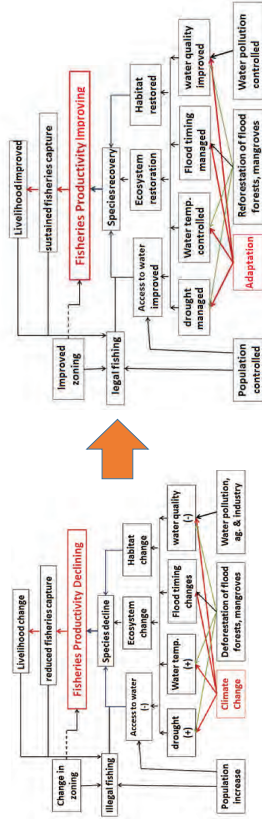 Livelihood change
reduced fisheries capture
Fisheries Productivity Declining
Change in
zoning
Illegal fishing
Species decline
Access to water
(-)
Ecosystem
change
Habitat
change
drought
(+)
Water temp.
(+)
Flood timing
changes
water quality
(-)
Population
increase
Climate
Change
Deforestation of flood
forests, mangroves
Water pollution,
ag. & industry
Livelihood improved
sustained fisheries capture
Fisheries Productivity Improving
Improved
zoning
legal fishing
Species recovery
Access to water
improved
Ecosystem
restoration
Habitat
restored
drought
managed
Water temp.
controlled
Flood timing
managed
water quality
improved
Population
controlled
Adaptation
Reforestation of flood
forests, mangroves
Water pollution
controlled